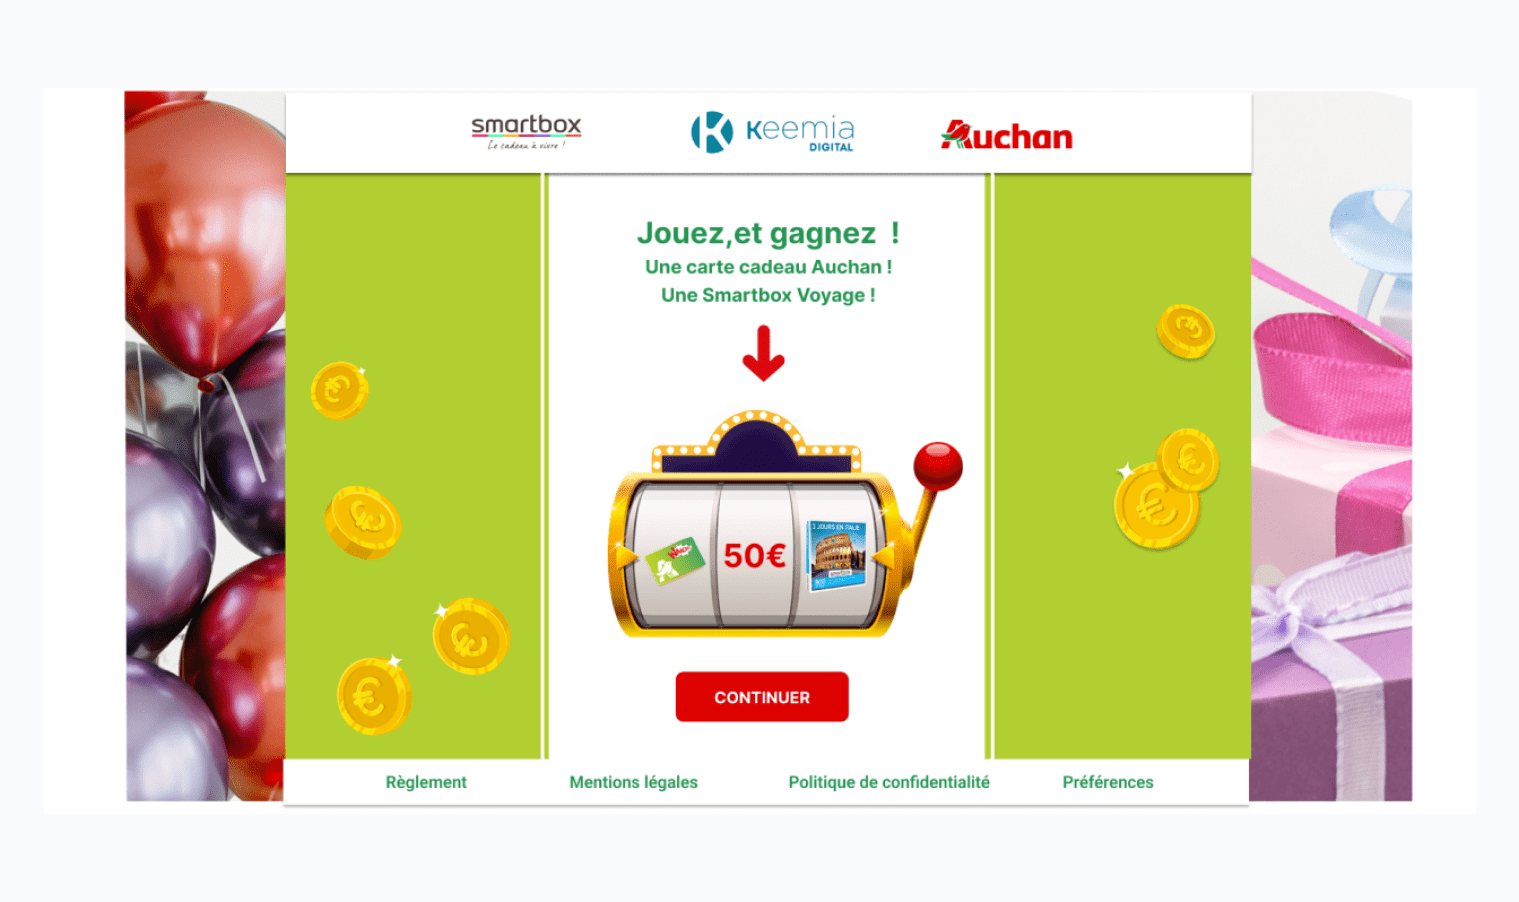 smartbox
Le cadeau à vivre !
Keemia
DIGITAL
Auchan
Jouez,et gagnez !
Une carte cadeau Auchan !
Une Smartbox Voyage !
50€
3 JOURS EN ITALIE
smartbox
CONTINUER
Règlement
Mentions légales
Politique de confidentialité
Préférences